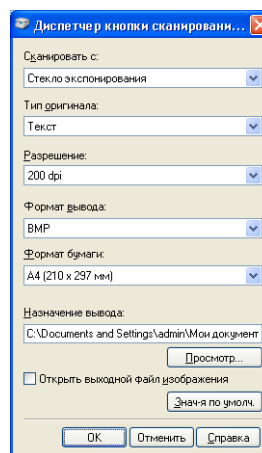 Диспетчер кнопки сканировани...
Сканировать с:
Стекло экспонирования
Тип оригинала:
Текст
Разрешение:
200 dpi
Формат вывода:
BMP
Формат бумаги:
A4 (210 x 297 мм)
Назначение вывода:
C:\Documents and Settings\admin\Мои документ
Просмотр...
Открыть выходной файл изображения
Знач-я по умолч.
OK Отменить Справка